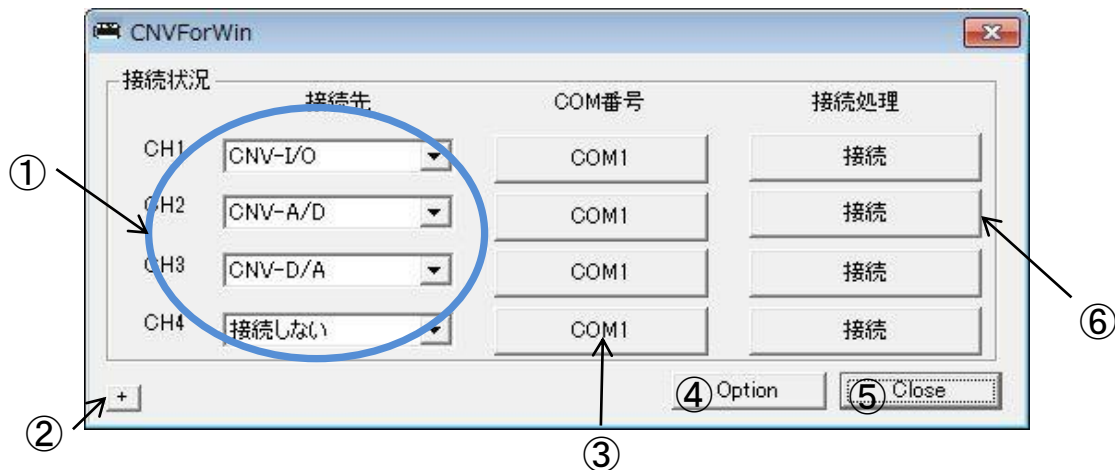 CNVForWin
接続状況
接続先 COM番号 接続処理
CH1 CNV-I/O COM1 接続
①
CH2 CNV-A/D COM1 接続
CH3 CNV-D/A COM1 接続
⑥
CH4 接続しない COM1 接続
④ Option ⑤ Close
+
②
③